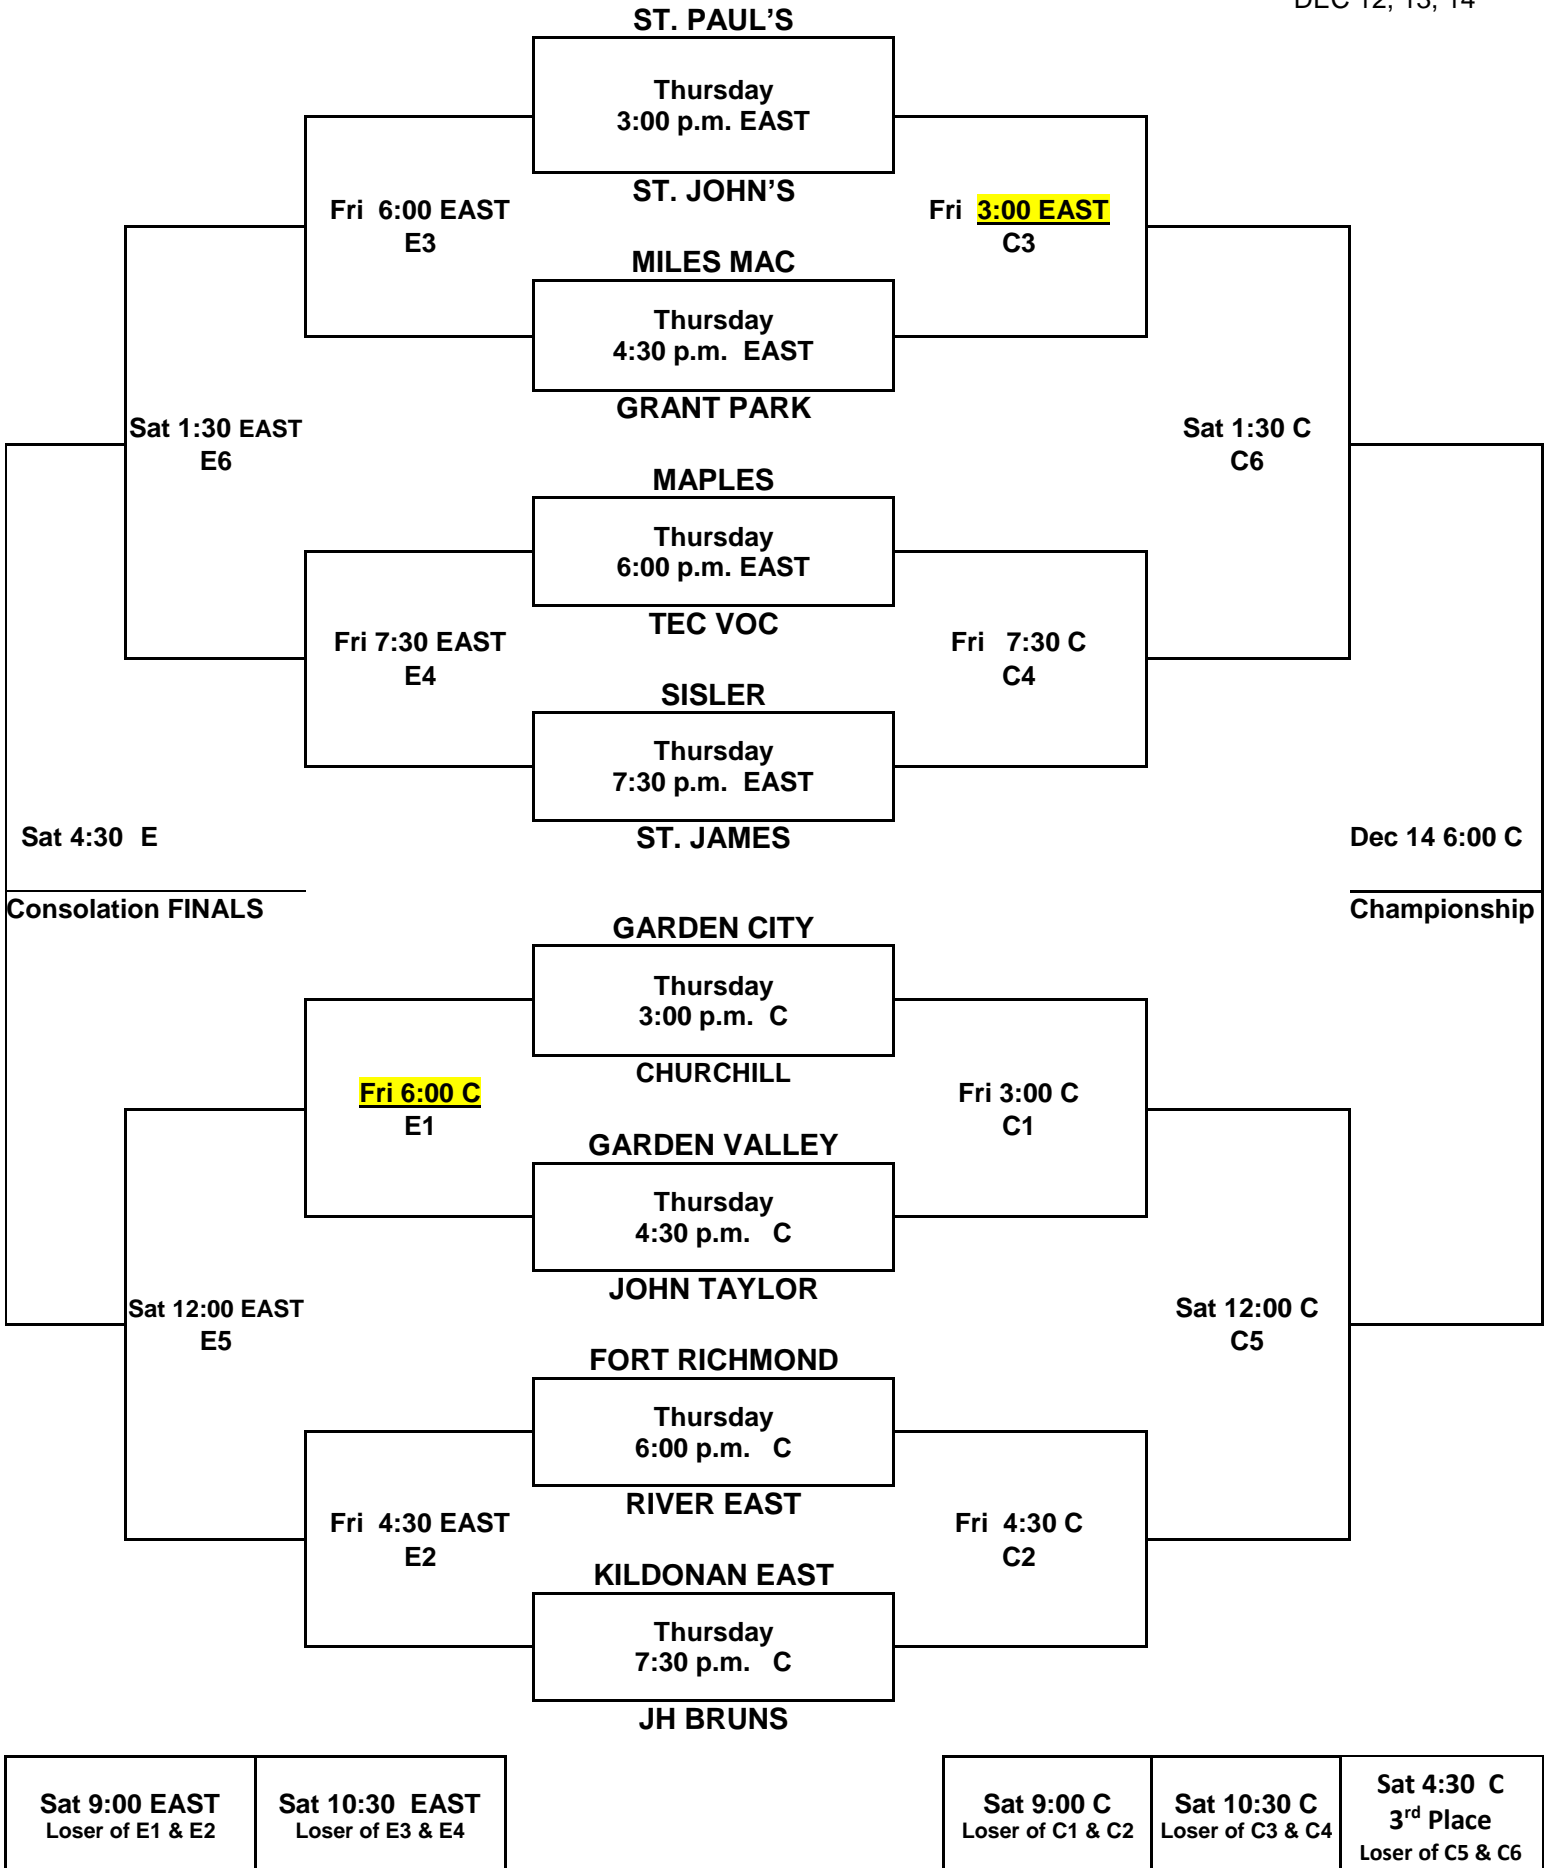 DEC 12, 13, 14
ST. PAUL'S
Thursday
3:00 p.m. EAST
ST. JOHN'S
Fri 6:00 EAST
E3
Fri 3:00 EAST
C3
MILES MAC
Thursday
4:30 p.m. EAST
GRANT PARK
Sat 1:30 EAST
E6
Sat 1:30 C
C6
MAPLES
Thursday
6:00 p.m. EAST
TEC VOC
Fri 7:30 EAST
E4
Fri 7:30 C
C4
SISLER
Thursday
7:30 p.m. EAST
ST. JAMES
Sat 4:30 E
Dec 14 6:00 C
Consolation FINALS
Championship
GARDEN CITY
Thursday
3:00 p.m. C
CHURCHILL
Fri 6:00 C
E1
Fri 3:00 C
C1
GARDEN VALLEY
Thursday
4:30 p.m. C
JOHN TAYLOR
Sat 12:00 EAST
E5
Sat 12:00 C
C5
FORT RICHMOND
Thursday
6:00 p.m. C
RIVER EAST
Fri 4:30 EAST
E2
Fri 4:30 C
C2
KILDONAN EAST
Thursday
7:30 p.m. C
JH BRUNS
Sat 9:00 EAST
Loser of E1 & E2
Sat 10:30 EAST
Loser of E3 & E4
Sat 9:00 C
Loser of C1 & C2
Sat 10:30 C
Loser of C3 & C4
Sat 4:30 C
3rd Place
Loser of C5 & C6